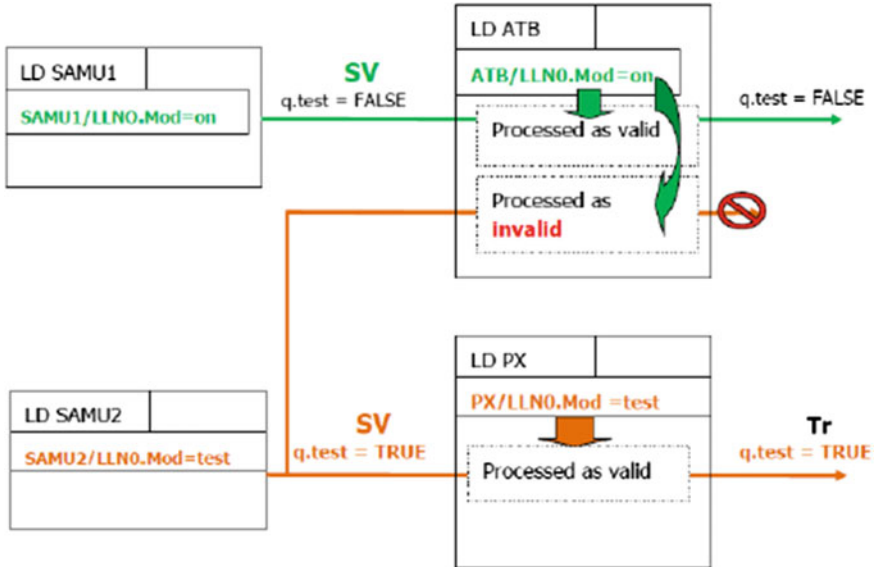 LD SAMU1
SAMU1/LLNO.Mod=on
SV
q.test = FALSE
LD ATB
ATB/LLN0.Mod=on
Processed as valid
q.test = FALSE
Processed as
invalid
LD SAMU2
SAMU2/LLN0.Mod=test
SV
q.test = TRUE
LD PX
PX/LLN0.Mod =test
Processed as valid
Tr
q.test = TRUE